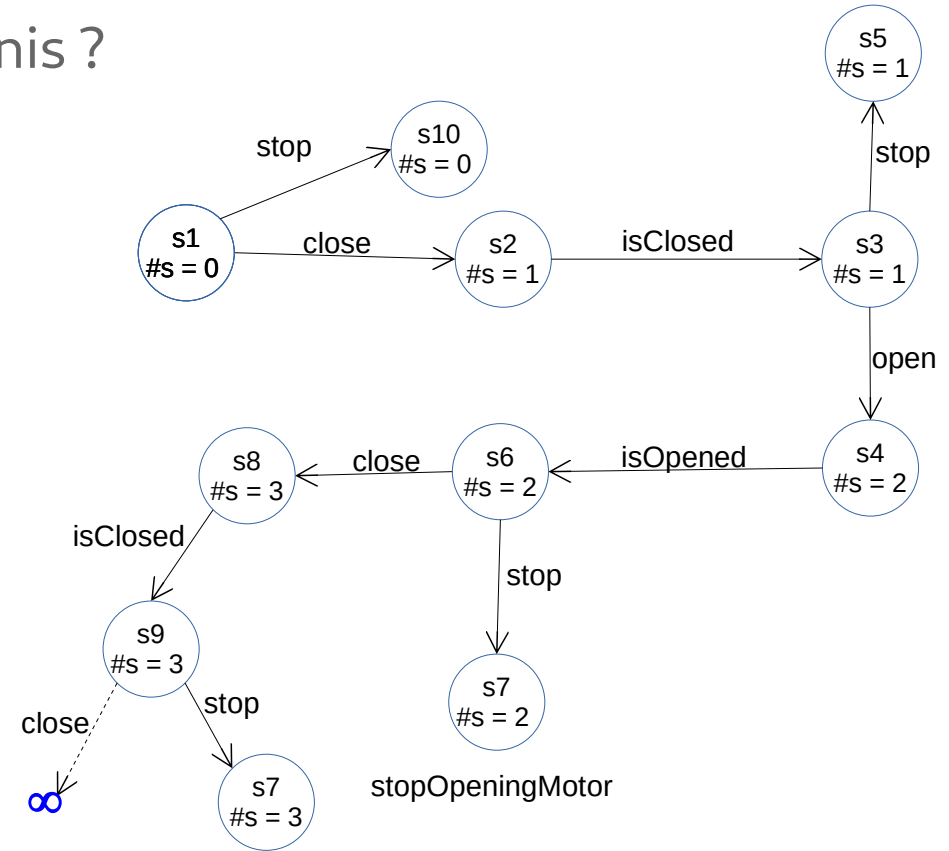 nis ?
s5
#s = 1
stop
s10
#s = 0
stop
s1
#s = 0
close
s2
#s = 1
isClosed
s3
#s = 1
open
s8
#s = 3
close
s6
#s = 2
isOpened
s4
#s = 2
isClosed
stop
s9
#s = 3
stop
close
s7
#s = 2
∞
s7
#s = 3
stopOpeningMotor